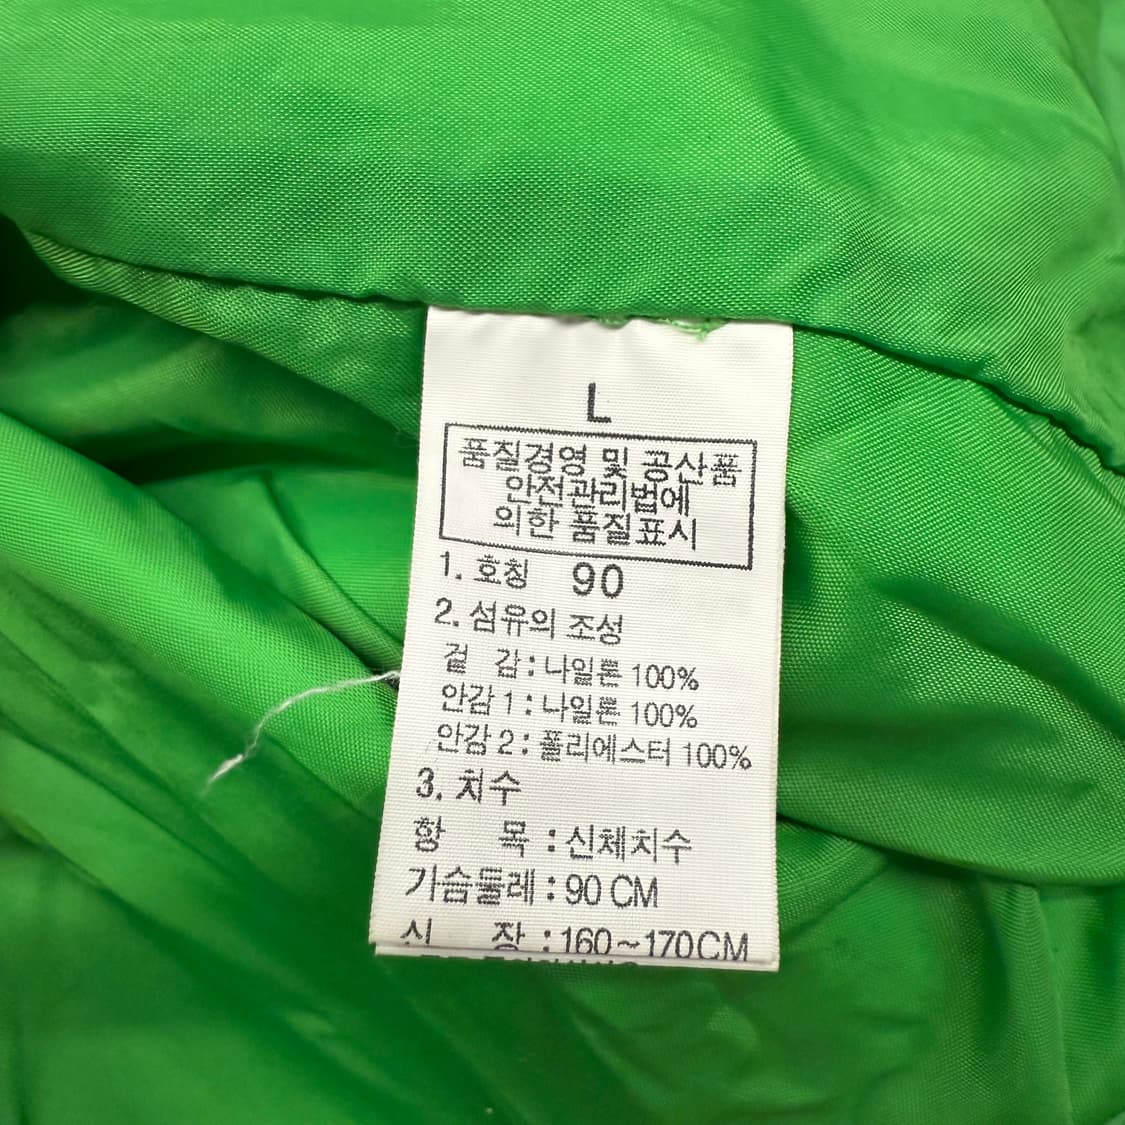 L
품질경영 및 공산품
안전관리법에
의한 품질표시
1. 호칭 90
2. 섬유의 조성
겉 감 : 나일론 100%
안감 1 : 나일론 100%
안감 2 : 폴리에스터 100%
3. 치수
항 목 : 신체치수
가슴둘레 : 90 CM
신 장 : 160~170CM